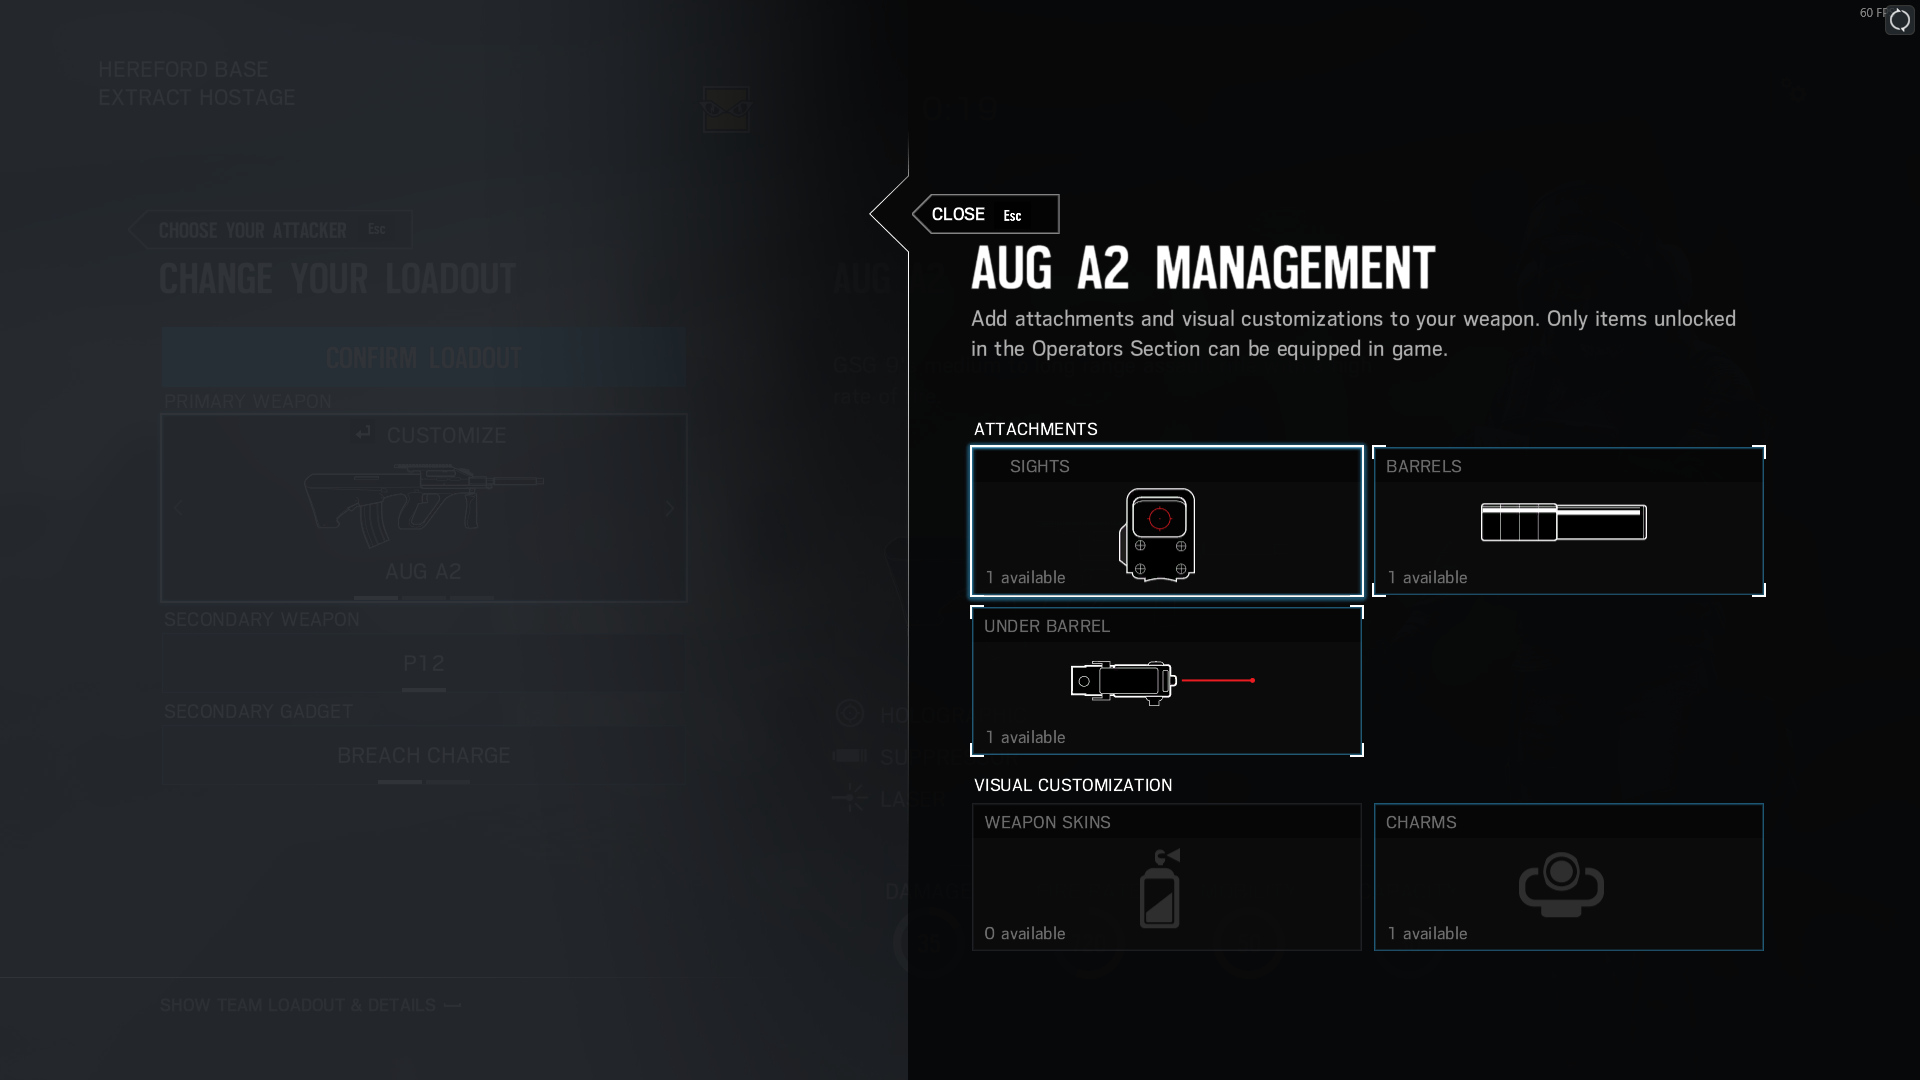 60
HEREFORD BASE
EXTRACT HOSTAGE
0:19
CHOOSE YOUR ATTACKER Esc
CHANGE YOUR LOADOUT
CONFIRM LOADOUT
PRIMARY WEAPON
CUSTOMIZE
AUG A2
SECONDARY WEAPON
P12
SECONDARY GADGET
BREACH CHARGE
SHOW TEAM LOADOUT & DETAILS
CLOSE Esc
AUG A2 MANAGEMENT
Add attachments and visual customizations to your weapon. Only items unlocked
in the Operators Section can be equipped in game.
ATTACHMENTS
SIGHTS
1 available
BARRELS
1 available
UNDER BARREL
1 available
VISUAL CUSTOMIZATION
WEAPON SKINS
0 available
CHARMS
1 available